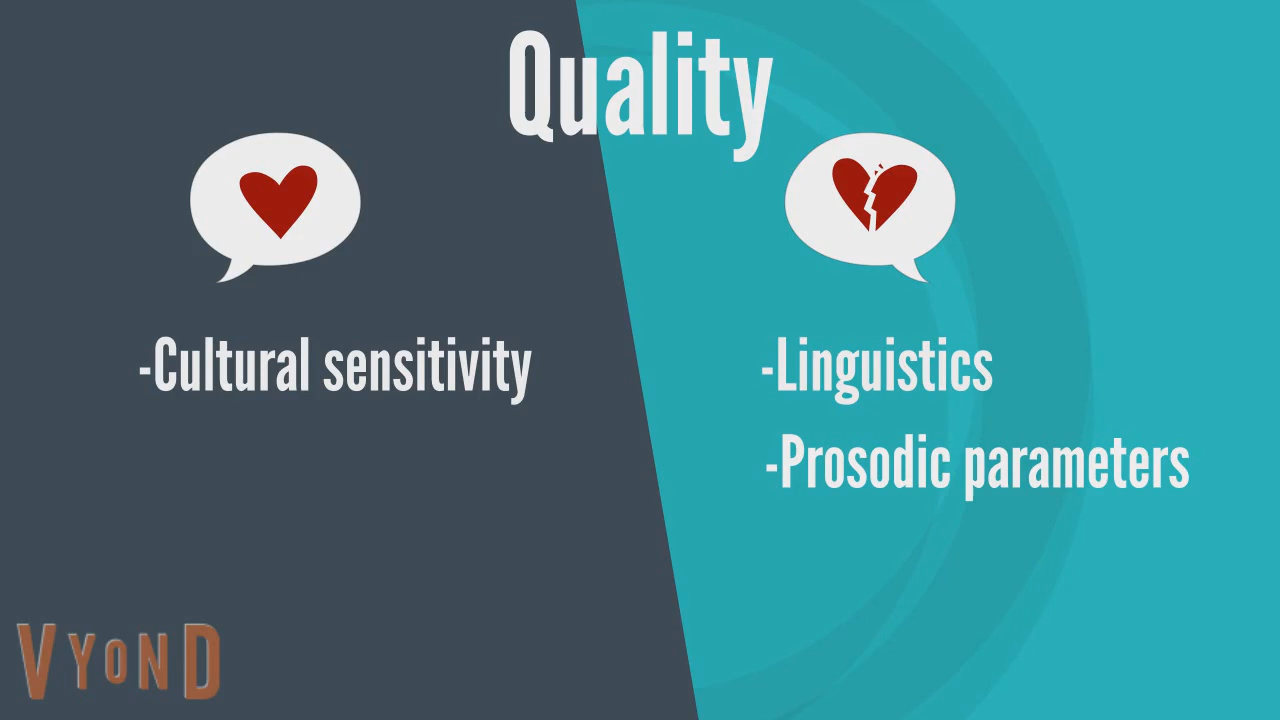 Quality
-Cultural sensitivity
-Linguistics
-Prosodic parameters
VYOND